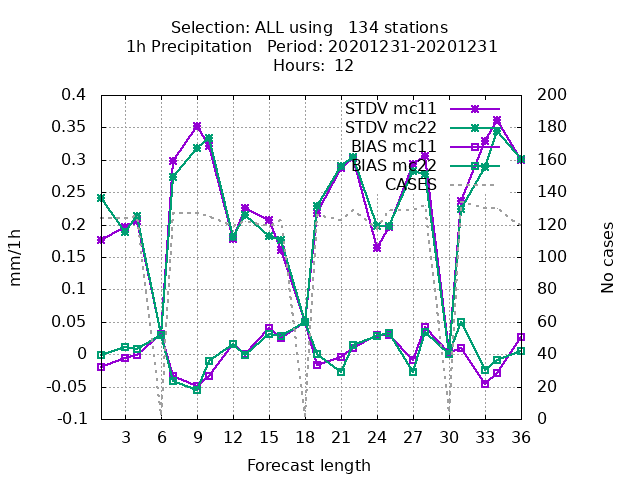 Selection: ALL using   134 stations
1h Precipitation   Period: 20201231-20201231
Hours: 12
0.4
0.35
0.3
0.25
0.2
0.15
0.1
0.05
0
-0.05
-0.1
mm/1h
STDV mc11
STDV mc22
BIAS mc11
BIAS mc22
CASES
200
180
160
140
120
100
80
60
40
20
0
No cases
3 6 9 12 15 18 21 24 27 30 33 36
Forecast length